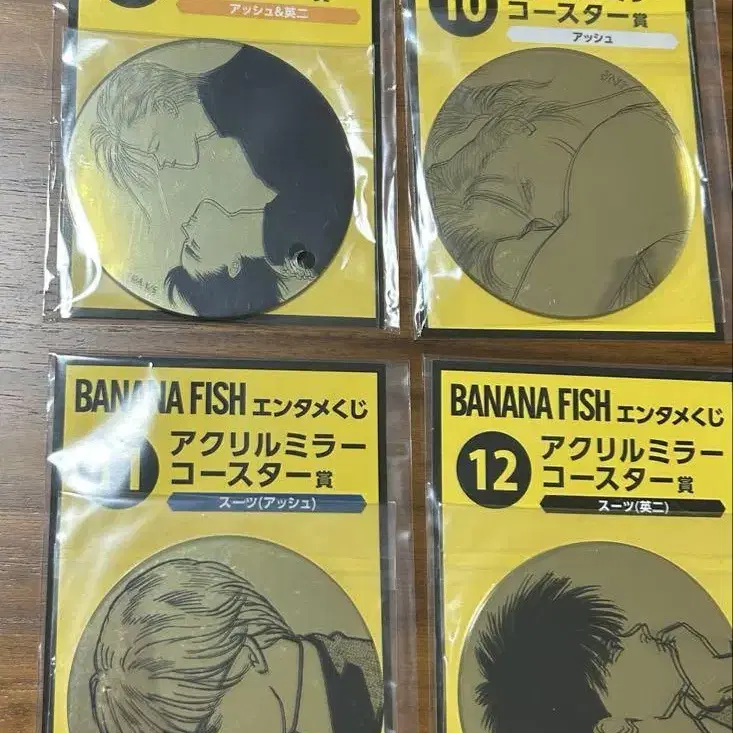 アッシュ&英二
10
コースター賞
アッシュ
BANANA FISH エンタメくじ
11
アクリルミラー
コースター賞
スーツ(アッシュ)
BANANA FISH エンタメくじ
12
アクリルミラー
コースター賞
スーツ(英二)